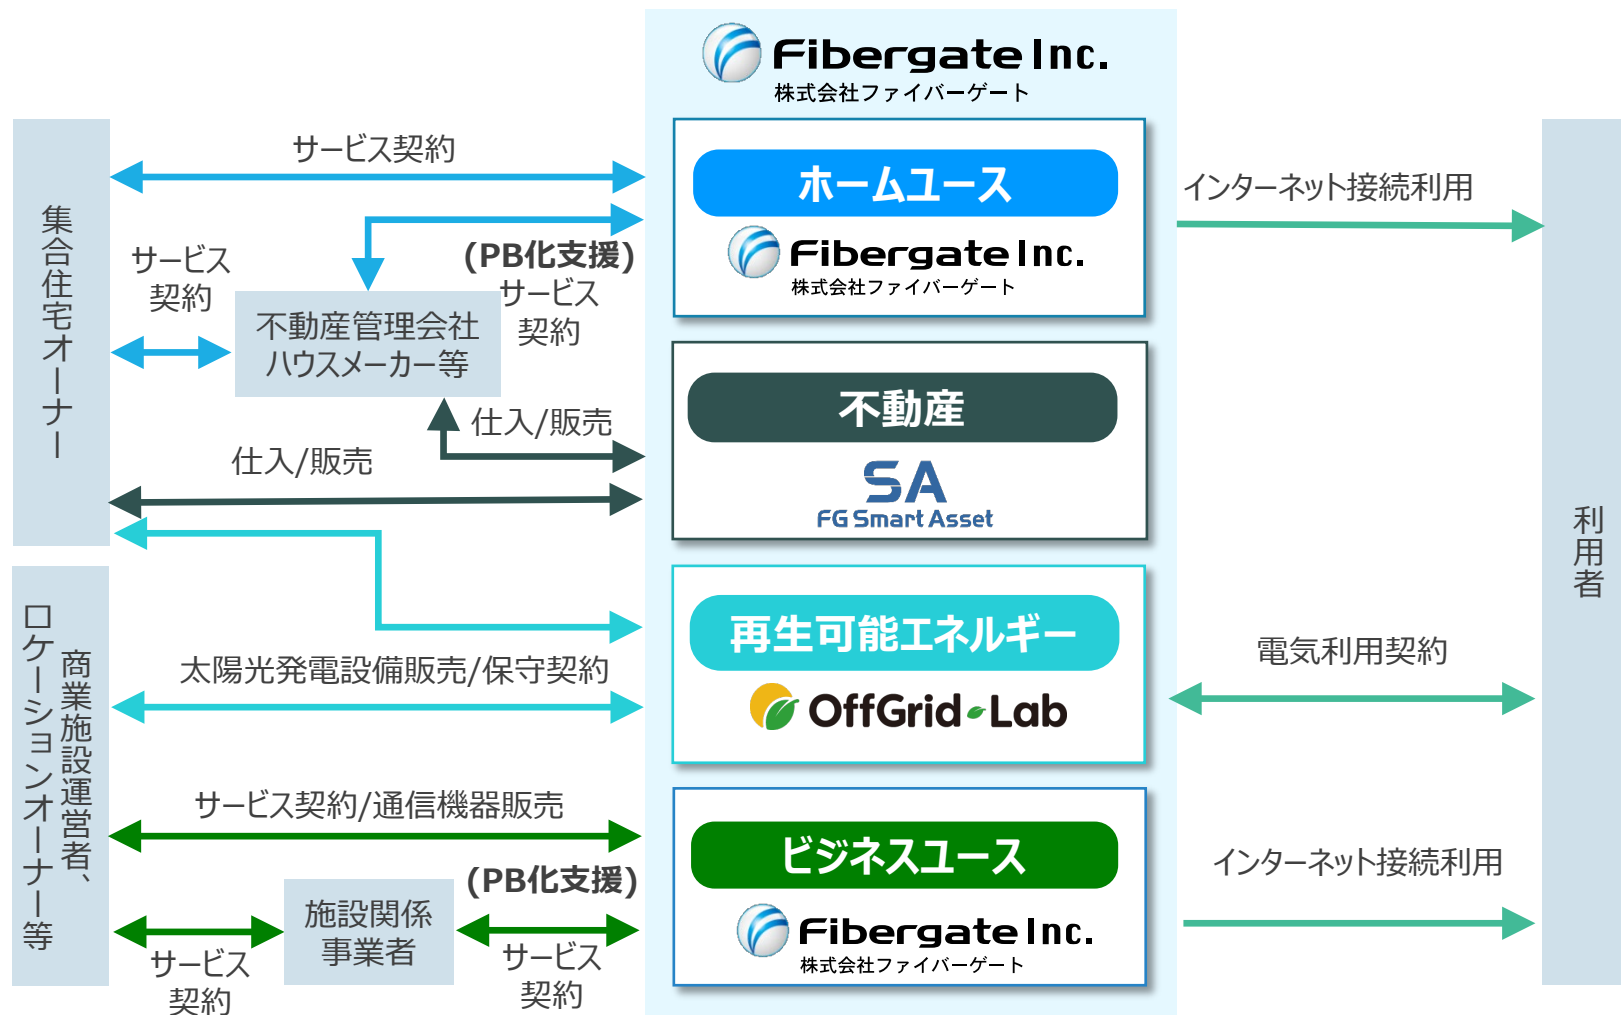 Fibergate Inc.
株式会社ファイバーゲート
集合住宅オーナー
サービス契約
サービス
契約
(PB化支援)
サービス
契約
不動産管理会社
ハウスメーカー等
ホームユース
Fibergate Inc.
株式会社ファイバーゲート
インターネット接続利用
仕入/販売
仕入/販売
不動産
SA
FG Smart Asset
利用者
商業施設運営者、
ロケーションオーナー等
太陽光発電設備販売/保守契約
再生可能エネルギー
OffGrid Lab
電気利用契約
サービス契約/通信機器販売
(PB化支援)
施設関係
事業者
サービス
契約
サービス
契約
ビジネスユース
Fibergate Inc.
株式会社ファイバーゲート
インターネット接続利用